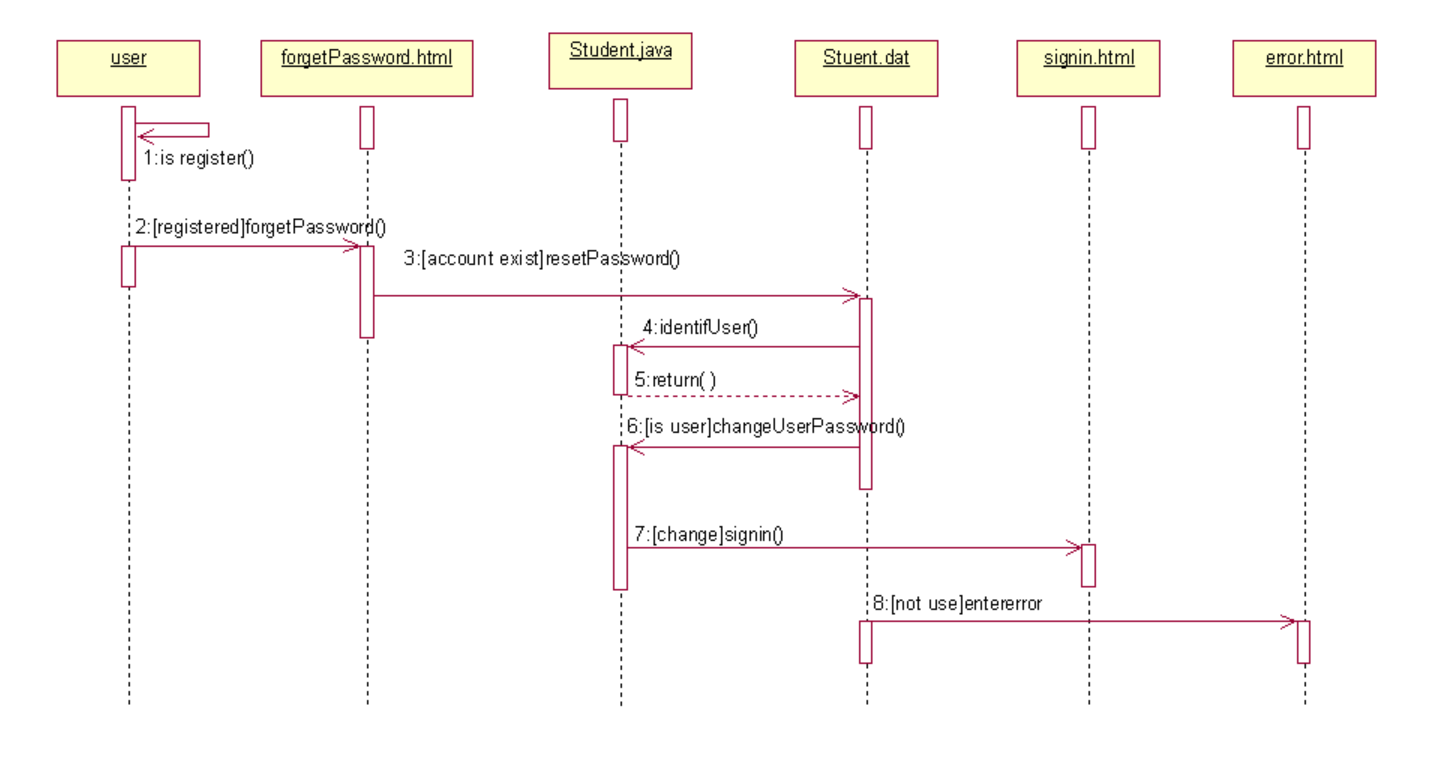 user
forgetPassword.html
Student.java
Stuent.dat
signin.html
error.html
1:is register()
2:[registered]forgetPassword()
3:[account exist]resetPassword()
4:identifUser()
5:return( )
6:[is user]changeUserPassword()
7:[change]signin()
8:[not use]entererror